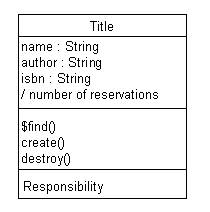 Title
name : String
author : String
isbn : String
/ number of reservations
$find()
create()
destroy()
Responsibility